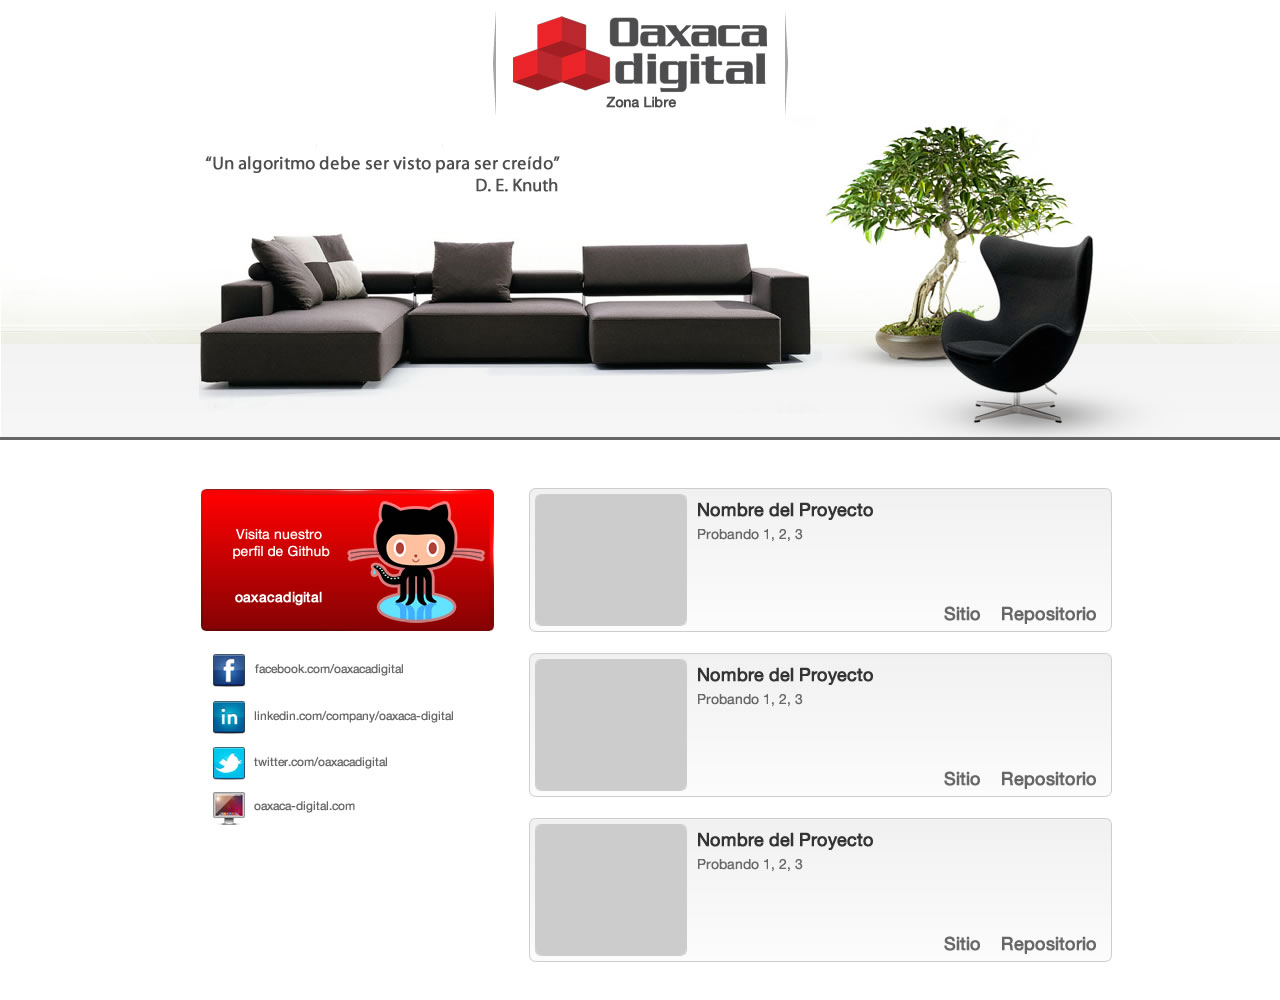 Oaxaca
digital
Zona Libre
“Un algoritmo debe ser visto para ser creído”
D. E. Knuth
Visita nuestro
perfil de Github
oaxacadigital
facebook.com/oaxacadigital
linkedin.com/company/oaxaca-digital
twitter.com/oaxacadigital
oaxaca-digital.com
Nombre del Proyecto
Probando 1, 2, 3
Sitio Repositorio
Nombre del Proyecto
Probando 1, 2, 3
Sitio Repositorio
Nombre del Proyecto
Probando 1, 2, 3
Sitio Repositorio